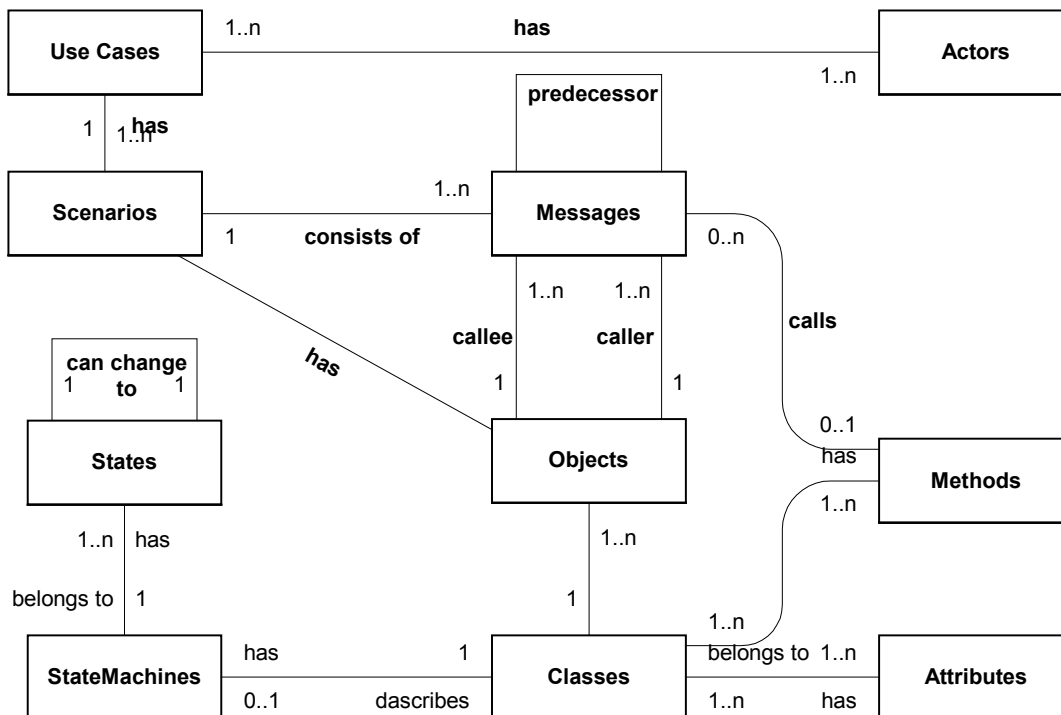 1..n
has
Use Cases
Actors
1..n
predecessor
1
has
1..n
1..n
Scenarios
Messages
1
consists of
0..n
1..n
1..n
calls
callee
caller
can change
has
1
to
1
1
1
0..1
has
States
Objects
Methods
1..n
1..n
has
1..n
belongs to
1
1
1..n
has
1
belongs to
1..n
StateMachines
Classes
Attributes
0..1
dascribes
1..n
has